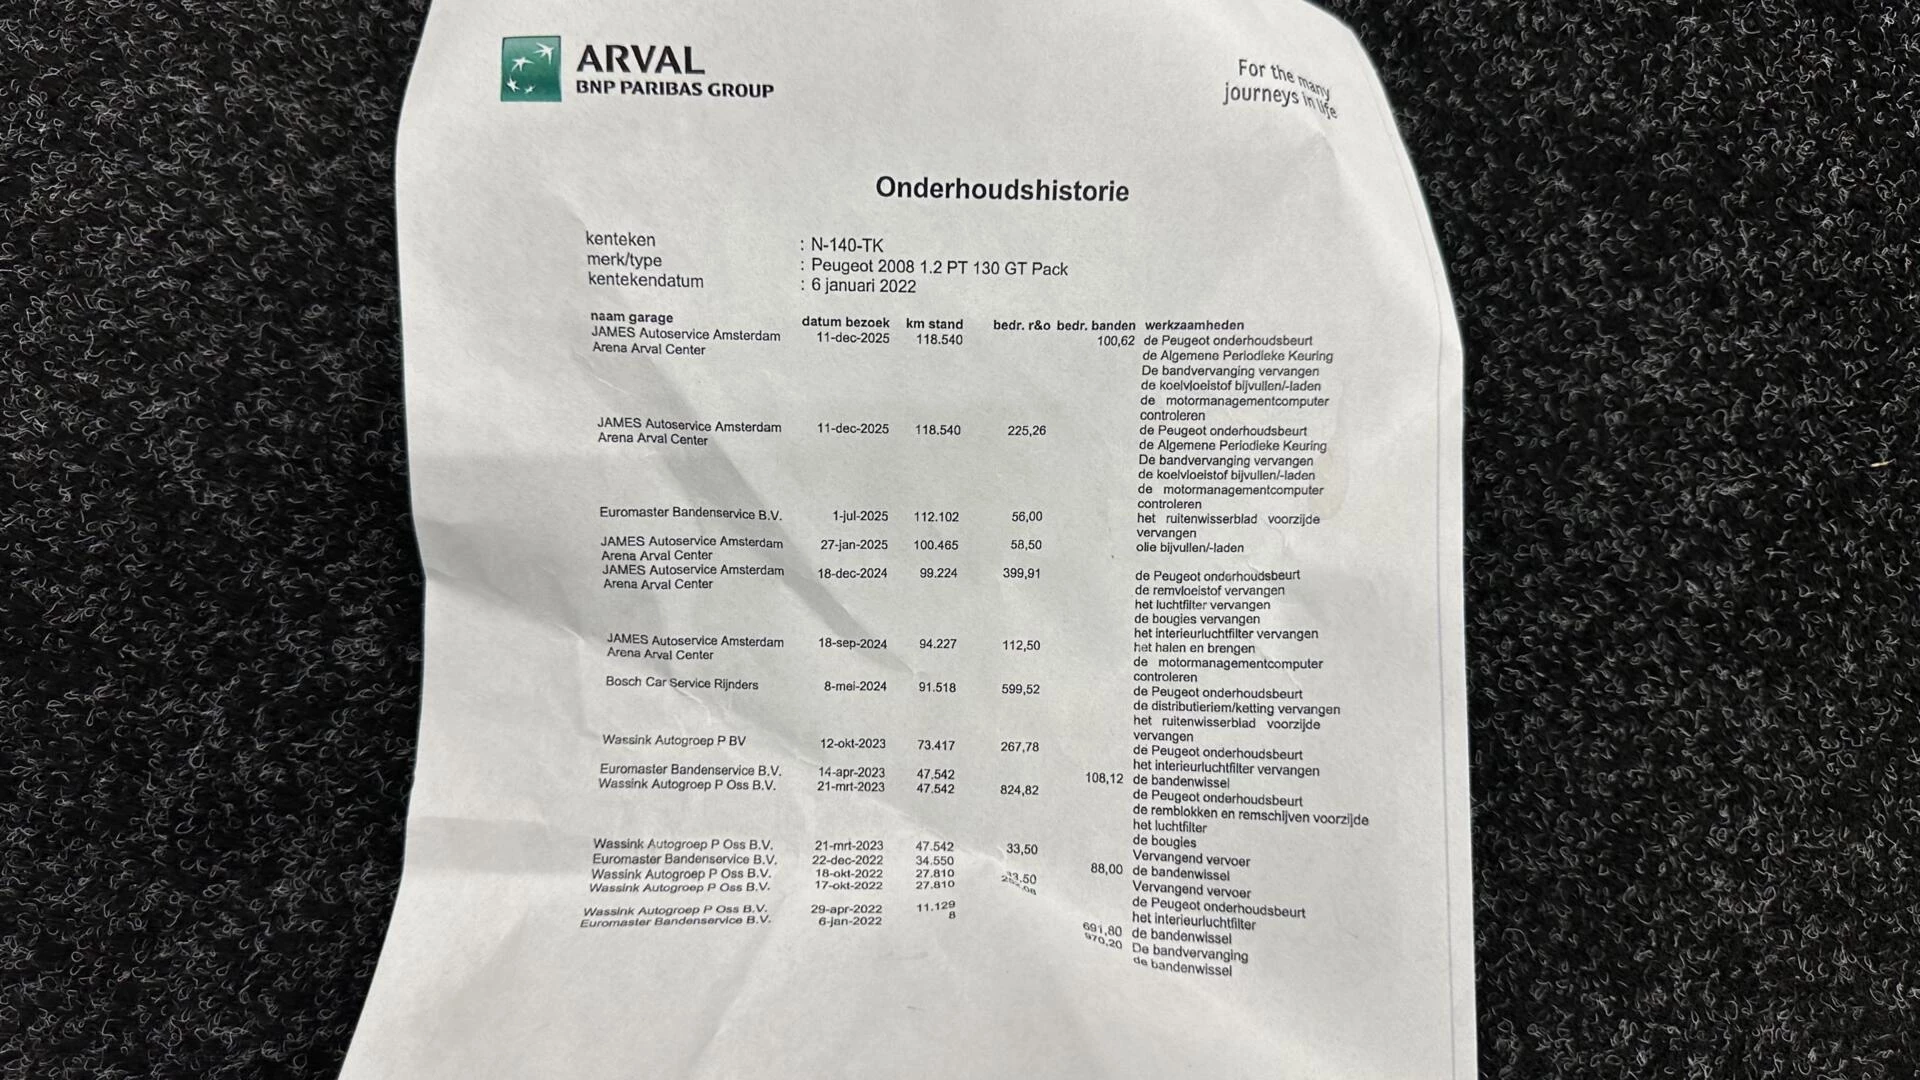 ARVAL
BNP PARIBAS GROUP
For the many
journeys in life
Onderhoudshistorie
kenteken : N-140-TK
merk/type : Peugeot 2008 1.2 PT 130 GT Pack
kentekendatum : 6 januari 2022
naam garage datum bezoek km stand bedr. r&o bedr. banden werkzaamheden
JAMES Autoservice Amsterdam 11-dec-2025 118.540 100,62 de Peugeot onderhoudsbeurt
Arena Arval Center de Algemene Periodieke Keuring
De bandvervanging vervangen
de koelvloeistof bijvullen/-laden
de motormanagementcomputer
controleren
JAMES Autoservice Amsterdam 11-dec-2025 118.540 225,26 de Peugeot onderhoudsbeurt
Arena Arval Center de Algemene Periodieke Keuring
De bandvervanging vervangen
de koelvloeistof bijvullen/-laden
de motormanagementcomputer
controleren
Euromaster Bandenservice B.V. 1-jul-2025 112.102 56,00 het ruitenwisserblad voorzijde
vervangen
JAMES Autoservice Amsterdam 27-jan-2025 100.465 58,50 olie bijvullen/-laden
Arena Arval Center
JAMES Autoservice Amsterdam 18-dec-2024 99.224 399,91 de Peugeot onderhoudsbeurt
Arena Arval Center de remvloeistof vervangen
het luchtfilter vervangen
de bougies vervangen
het interieurluchtfilter vervangen
JAMES Autoservice Amsterdam 18-sep-2024 94.227 112,50 het halen en brengen
Arena Arval Center de motormanagementcomputer
controleren
Bosch Car Service Rijnders 8-mei-2024 91.518 599,52 de Peugeot onderhoudsbeurt
de distributieriem/ketting vervangen
het ruitenwisserblad voorzijde
vervangen
Wassink Autogroep P BV 12-okt-2023 73.417 267,78 de Peugeot onderhoudsbeurt
het interieurluchtfilter vervangen
Euromaster Bandenservice B.V. 14-apr-2023 47.542 108,12 de bandenwissel
Wassink Autogroep P Oss B.V. 21-mrt-2023 47.542 824,82 de Peugeot onderhoudsbeurt
de remblokken en remschijven voorzijde
het luchtfilter
de bougies
Wassink Autogroep P Oss B.V. 21-mrt-2023 47.542 33,50 Vervangend vervoer
Euromaster Bandenservice B.V. 22-dec-2022 34.550 88,00 de bandenwissel
Wassink Autogroep P Oss B.V. 18-okt-2022 27.810 33,50 Vervangend vervoer
Wassink Autogroep P Oss B.V. 17-okt-2022 27.810 de Peugeot onderhoudsbeurt
het interieurluchtfilter
Wassink Autogroep P Oss B.V. 29-apr-2022 11.129 691,80 de bandenwissel
Euromaster Bandenservice B.V. 6-jan-2022 8 970,20 De bandvervanging
de bandenwissel